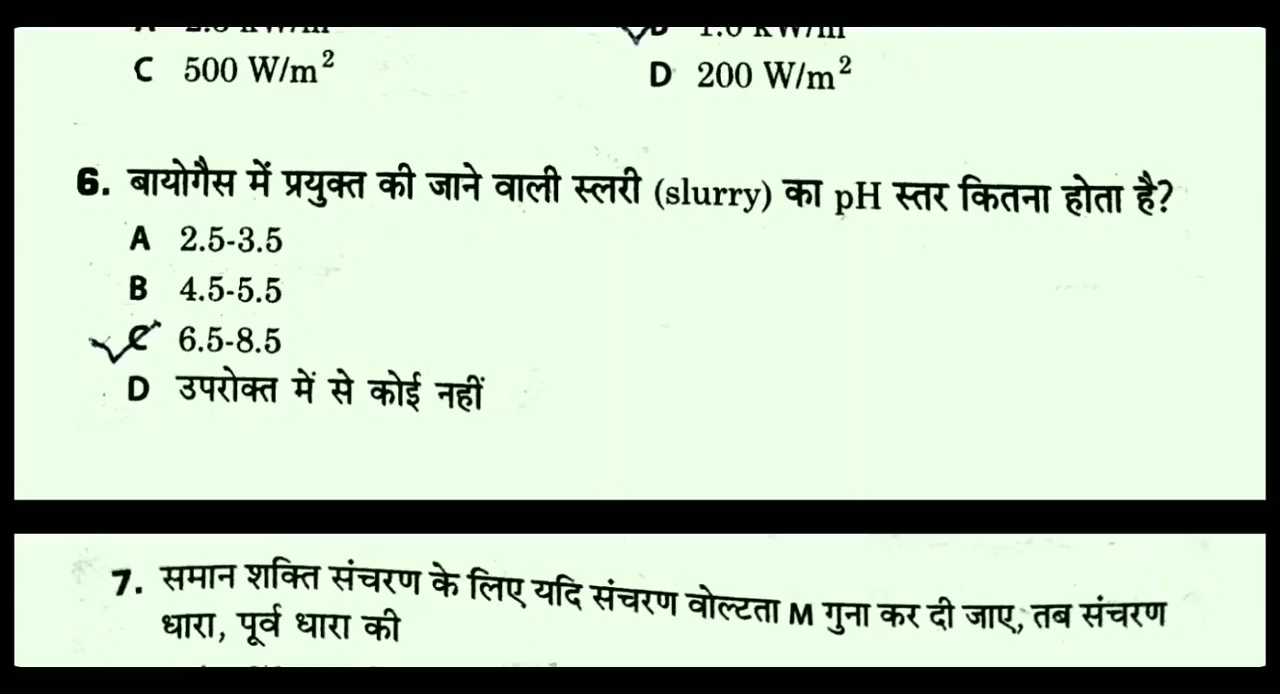 C 500 W/m²
D 200 W/m²
6. बायोगैस में प्रयुक्त की जाने वाली स्लरी (slurry) का pH स्तर कितना होता है?
A 2.5-3.5
B 4.5-5.5
C 6.5-8.5
D उपरोक्त में से कोई नहीं
7. समान शक्ति संचरण के लिए यदि संचरण वोल्टता M गुना कर दी जाए, तब संचरण
धारा, पूर्व धारा की